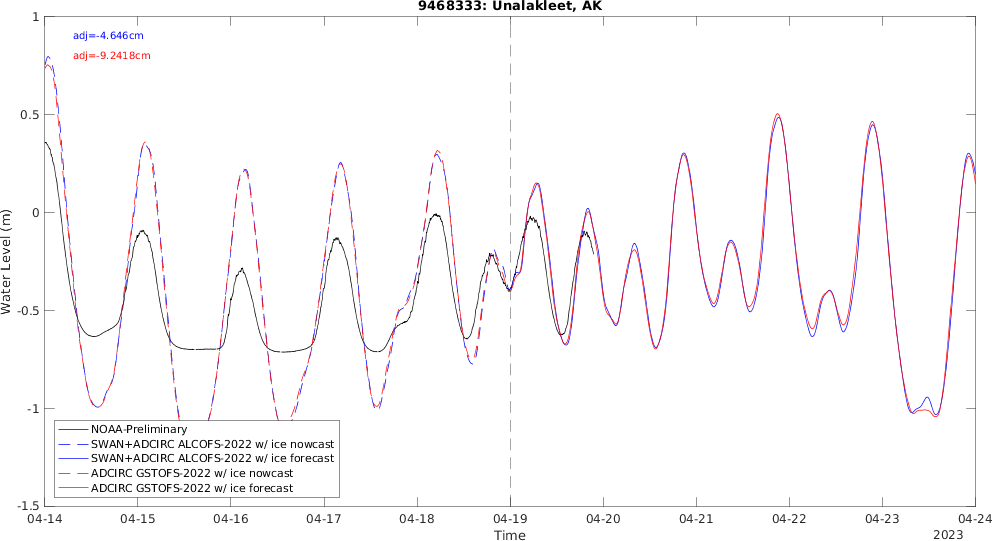 9468333: Unalakleet, AK
adj=-4.646cm
adj=-9.2418cm
1
0.5
0
-0.5
-1
-1.5
Water Level (m)
NOAA-Preliminary
SWAN+ADCIRC ALCOFS-2022 w/ ice nowcast
SWAN+ADCIRC ALCOFS-2022 w/ ice forecast
ADCIRC GSTOFS-2022 w/ ice nowcast
ADCIRC GSTOFS-2022 w/ ice forecast
04-14 04-15 04-16 04-17 04-18 04-19 04-20 04-21 04-22 04-23 04-24
Time
2023